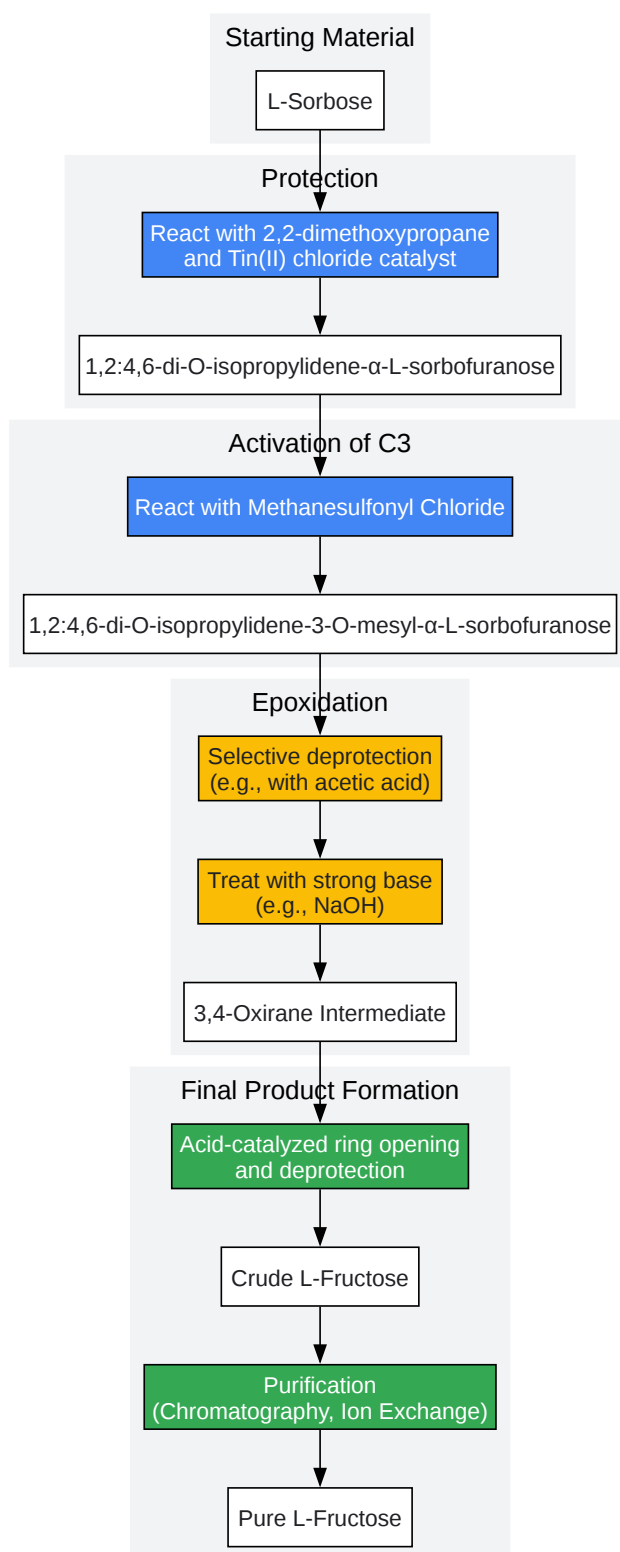 Starting Material
L-Sorbose
Protection
React with 2,2-dimethoxypropane
and Tin(II) chloride catalyst
1,2:4,6-di-O-isopropylidene-α-L-sorbofuranose
Activation of C3
React with Methanesulfonyl Chloride
1,2:4,6-di-O-isopropylidene-3-O-mesyl-α-L-sorbofuranose
Epoxidation
Selective deprotection
(e.g., with acetic acid)
Treat with strong base
(e.g., NaOH)
3,4-Oxirane Intermediate
Final Product Formation
Acid-catalyzed ring opening
and deprotection
Crude L-Fructose
Purification
(Chromatography, Ion Exchange)
Pure L-Fructose